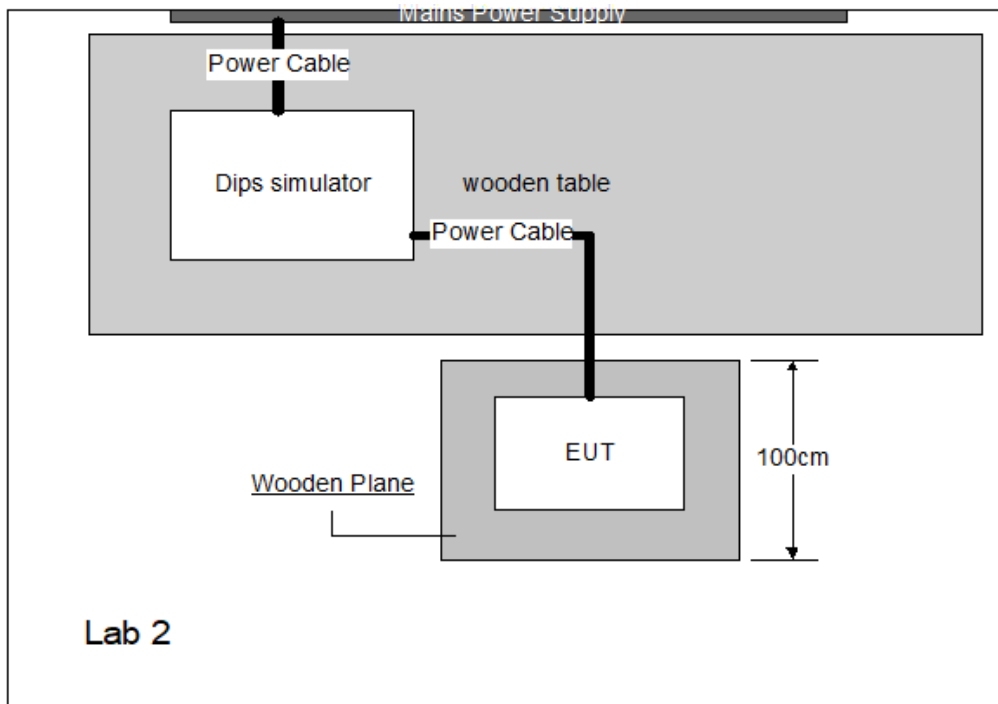 Mains Power Supply
Power Cable
Dips simulator
wooden table
Power Cable
EUT
100cm
Wooden Plane
Lab 2